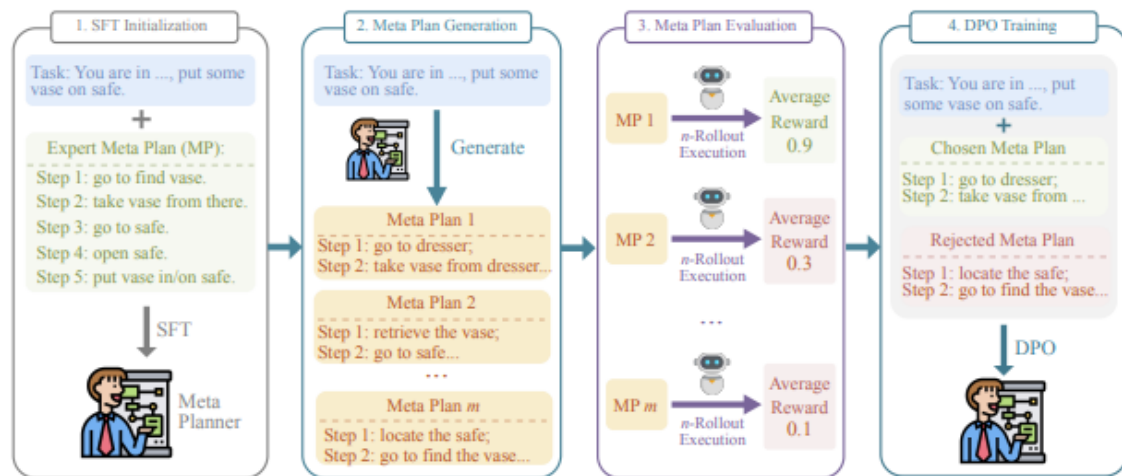 1. SFT Initialization
Task: You are in ..., put some
vase on safe.
+
Expert Meta Plan (MP):
Step 1: go to find vase.
Step 2: take vase from there.
Step 3: go to safe.
Step 4: open safe.
Step 5: put vase in/on safe.
SFT
Meta
Planner
2. Meta Plan Generation
Task: You are in ..., put some
vase on safe.
Generate
Meta Plan 1
Step 1: go to dresser;
Step 2: take vase from dresser...
Meta Plan 2
Step 1: retrieve the vase;
Step 2: go to safe...
...
Meta Plan m
Step 1: locate the safe;
Step 2: go to find the vase...
3. Meta Plan Evaluation
MP 1
n-Rollout
Execution
Average
Reward
0.9
MP 2
n-Rollout
Execution
Average
Reward
0.3
...
MP m
n-Rollout
Execution
Average
Reward
0.1
4. DPO Training
Task: You are in ..., put
some vase on safe.
+
Chosen Meta Plan
Step 1: go to dresser;
Step 2: take vase from ...
Rejected Meta Plan
Step 1: locate the safe;
Step 2: go to find the vase...
DPO